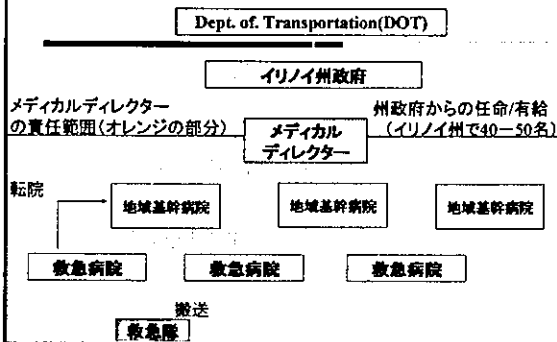 Dept. of. Transportation(DOT)
イリノイ州政府
メディカルディレクター
の責任範囲(オレンジの部分)
メディカル
ディレクター
州政府からの任命/有給
(イリノイ州で40－50名)
転院
地域基幹病院
地域基幹病院
地域基幹病院
救急病院
救急病院
救急病院
搬送
救急隊